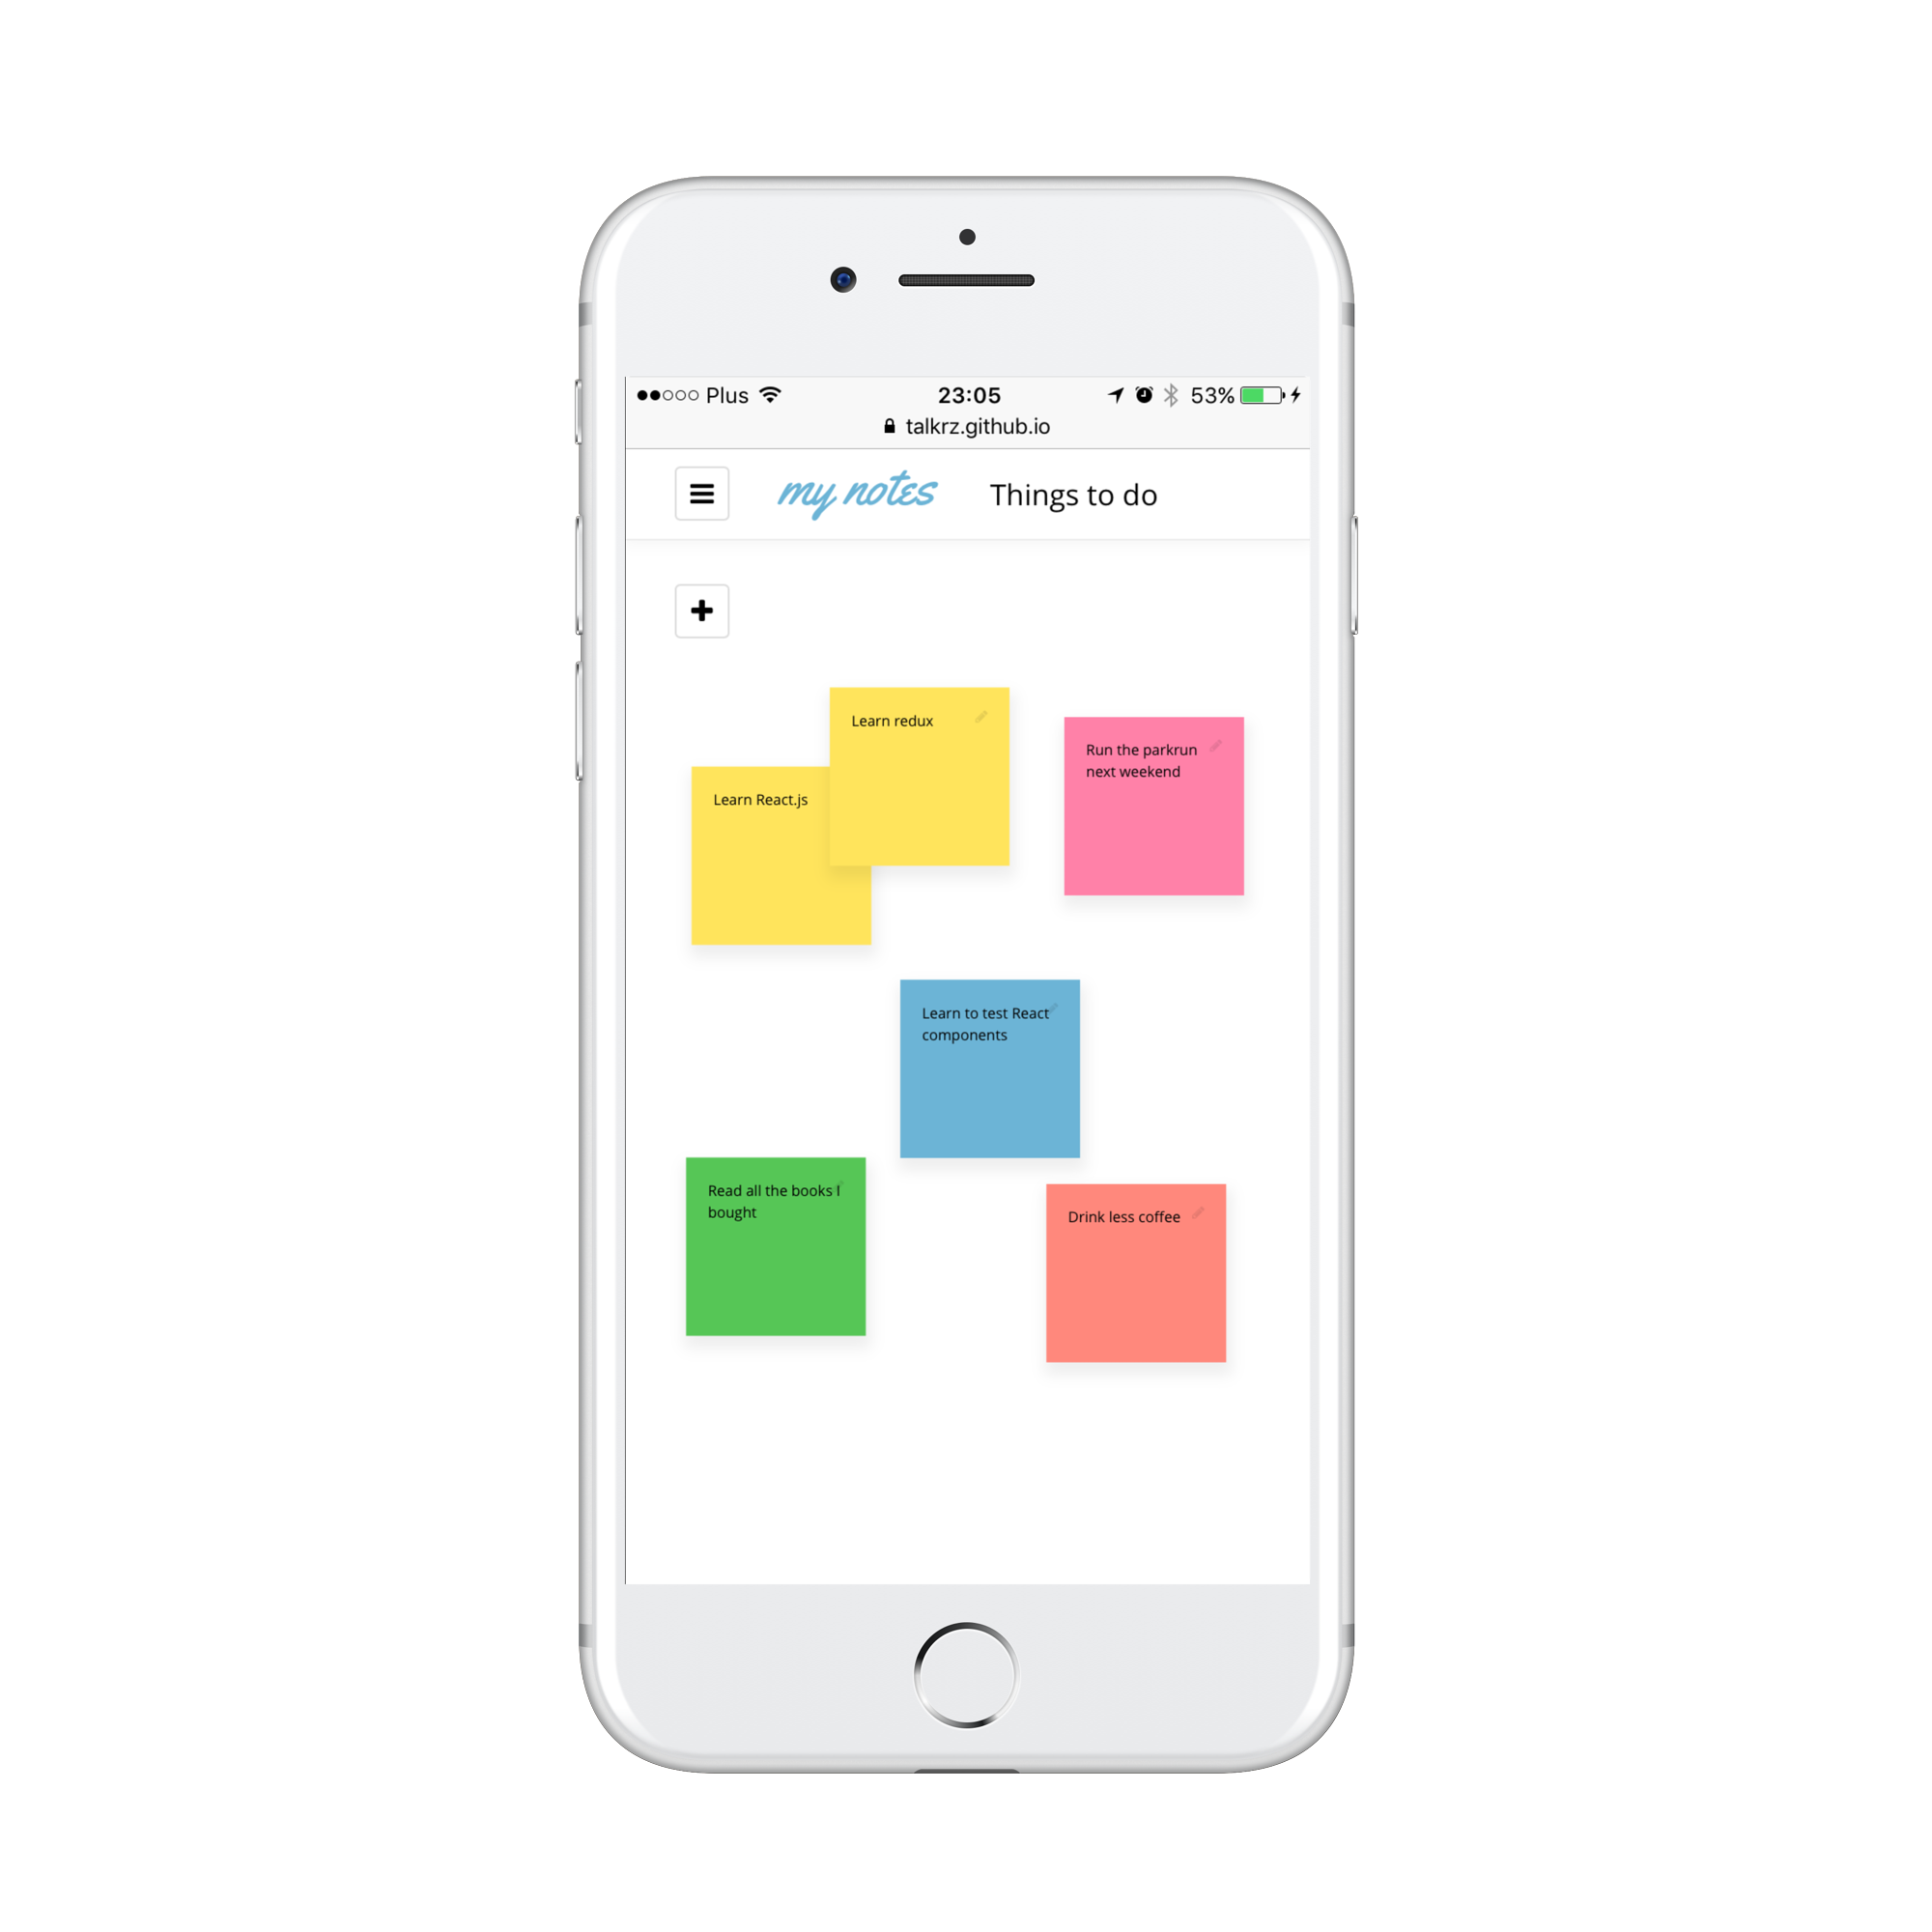 Plus 23:05 53%
talkrz.github.io
my notes Things to do
Learn redux
Run the parkrun
next weekend
Learn React.js
Learn to test React
components
Read all the books I
bought
Drink less coffee